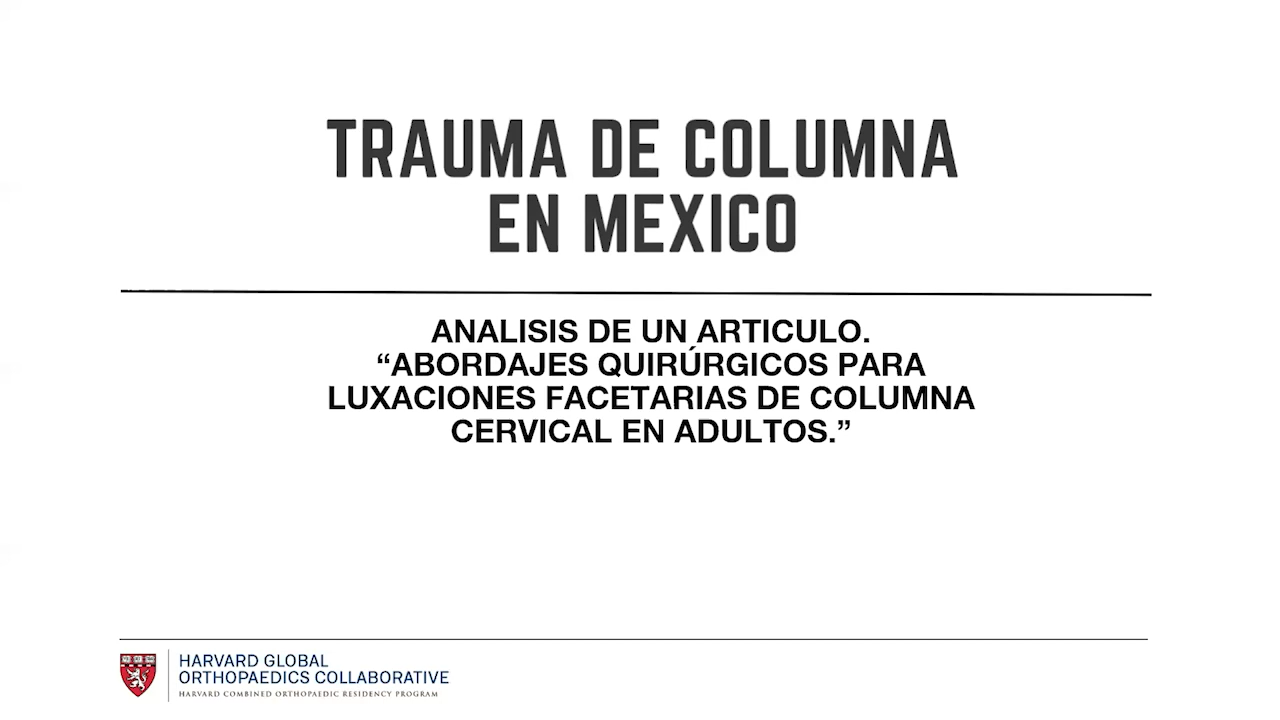 TRAUMA DE COLUMNA
EN MEXICO
ANALISIS DE UN ARTICULO.
“ABORDAJES QUIRÚRGICOS PARA
LUXACIONES FACETARIAS DE COLUMNA
CERVICAL EN ADULTOS.”
HARVARD GLOBAL
ORTHOPAEDICS COLLABORATIVE
HARVARD COMBINED ORTHOPAEDIC RESIDENCY PROGRAM